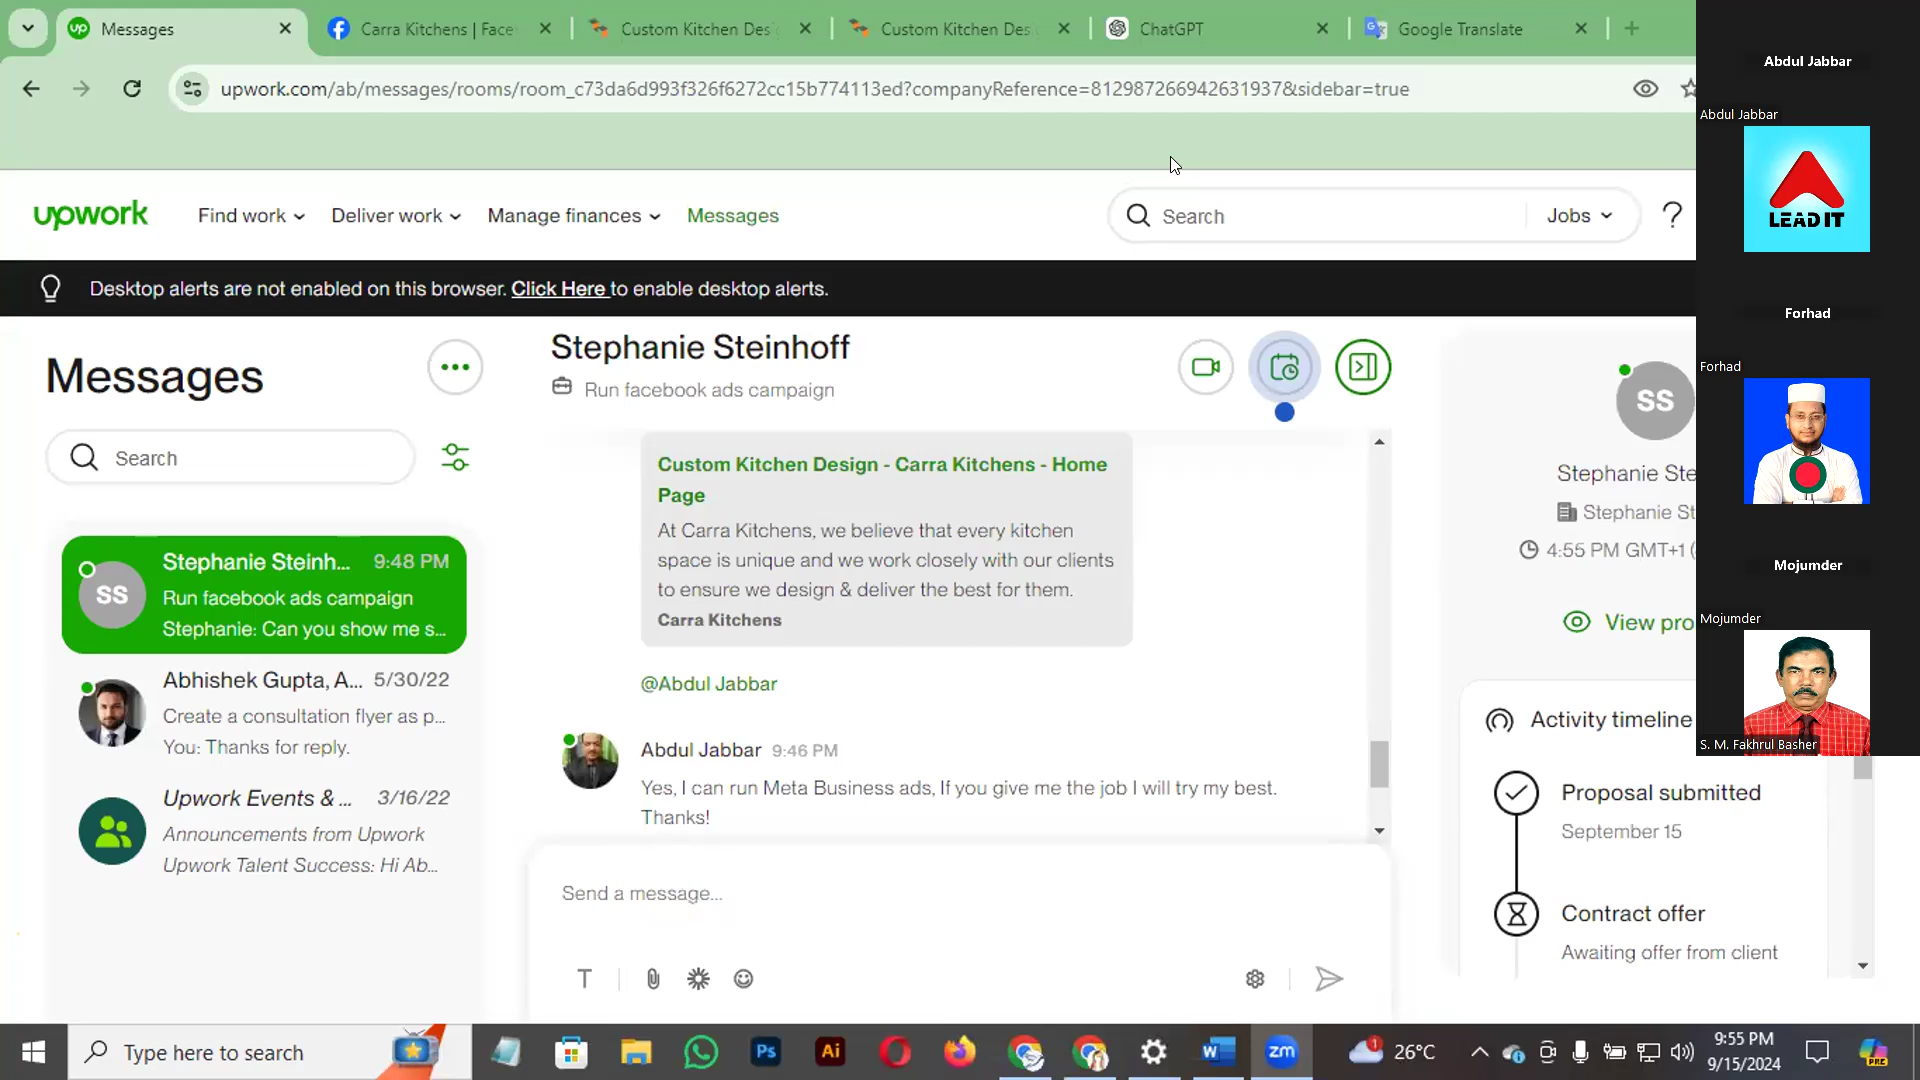 Messages
Carra Kitchens | Face
Custom Kitchen Des
Custom Kitchen Des
ChatGPT
Google Translate
upwork.com/ab/messages/rooms/room_c73da6d993f326f6272cc15b774113ed?companyReference=812987266942631937&sidebar=true
upwork
Find work
Deliver work
Manage finances
Messages
Search
Jobs
Desktop alerts are not enabled on this browser. Click Here to enable desktop alerts.
Messages
Search
Stephanie Steinh...
9:48 PM
SS
Run facebook ads campaign
Stephanie: Can you show me s...
Abhishek Gupta, A...
5/30/22
Create a consultation flyer as p...
You: Thanks for reply.
Upwork Events & ...
3/16/22
Announcements from Upwork
Upwork Talent Success: Hi Ab...
Stephanie Steinhoff
Run facebook ads campaign
Custom Kitchen Design - Carra Kitchens - Home
Page
At Carra Kitchens, we believe that every kitchen
space is unique and we work closely with our clients
to ensure we design & deliver the best for them.
Carra Kitchens
@Abdul Jabbar
Abdul Jabbar 9:46 PM
Yes, I can run Meta Business ads, If you give me the job I will try my best.
Thanks!
Send a message...
SS
Stephanie Ste
Stephanie St
4:55 PM GMT+1 (
View pro
Activity timeline
Proposal submitted
September 15
Contract offer
Awaiting offer from client
Abdul Jabbar
Abdul Jabbar
LEAD IT
Forhad
Forhad
Mojumder
Mojumder
S. M. Fakhrul Basher
Type here to search
Ps
Ai
zm
1
26°C
9:55 PM
9/15/2024
PRE